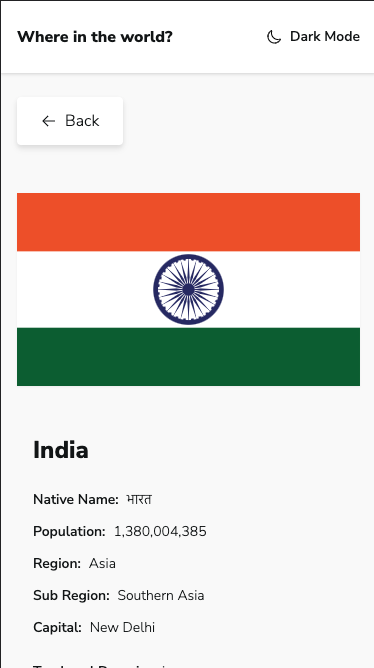 Where in the world?
Dark Mode
Back
India
Native Name: भारत
Population: 1,380,004,385
Region: Asia
Sub Region: Southern Asia
Capital: New Delhi